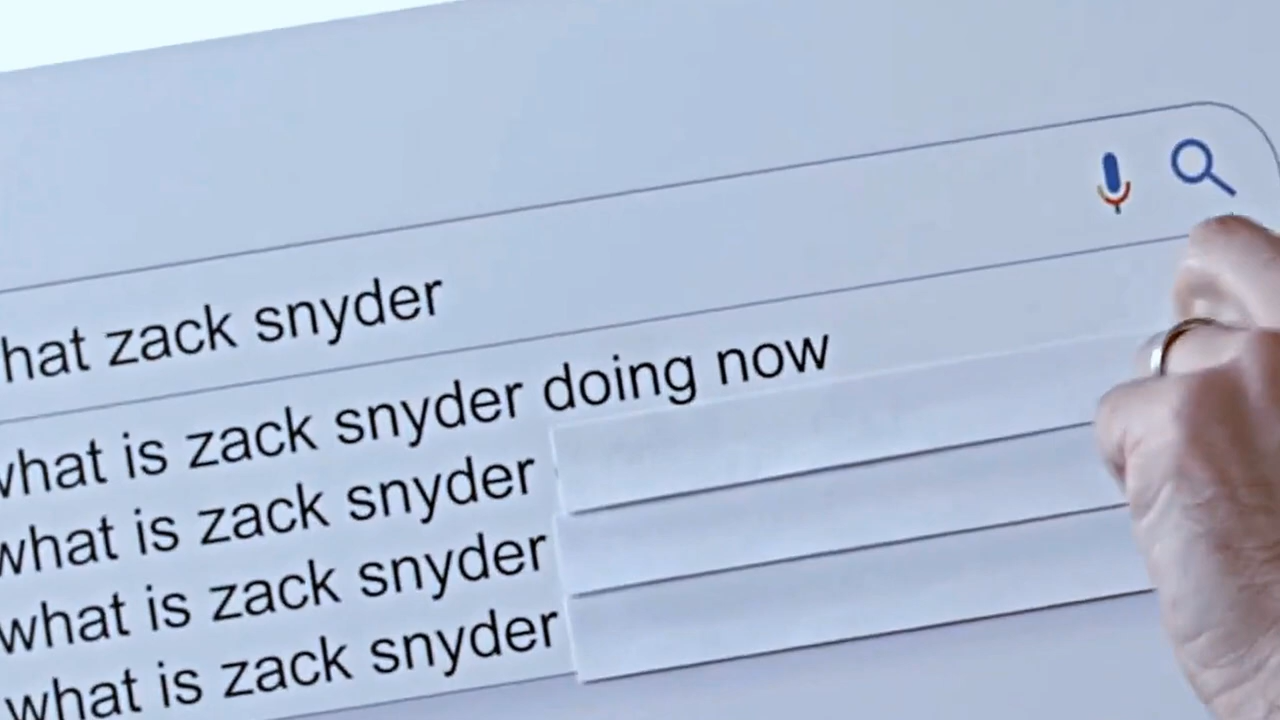 hat zack snyder
what is zack snyder doing now
what is zack snyder
what is zack snyder
what is zack snyder